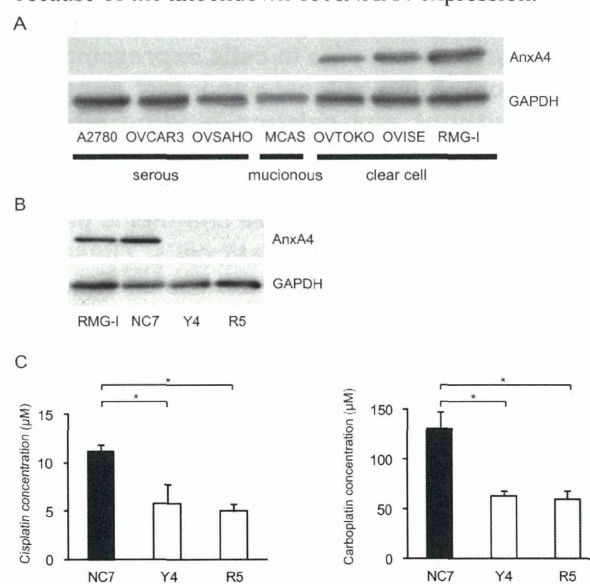 A
AnxA4
GAPDH
A2780 OVCAR3 OVSAHO MCAS OVTOKO OVISE RMG-I
serous mucionous clear cell
B
AnxA4
GAPDH
RMG-I NC7 Y4 R5
C
* *
* *
Cisplatin concentration (μM)
15
10
5
0
NC7 Y4 R5
Carboplatin concentration (μM)
150
100
50
0
NC7 Y4 R5